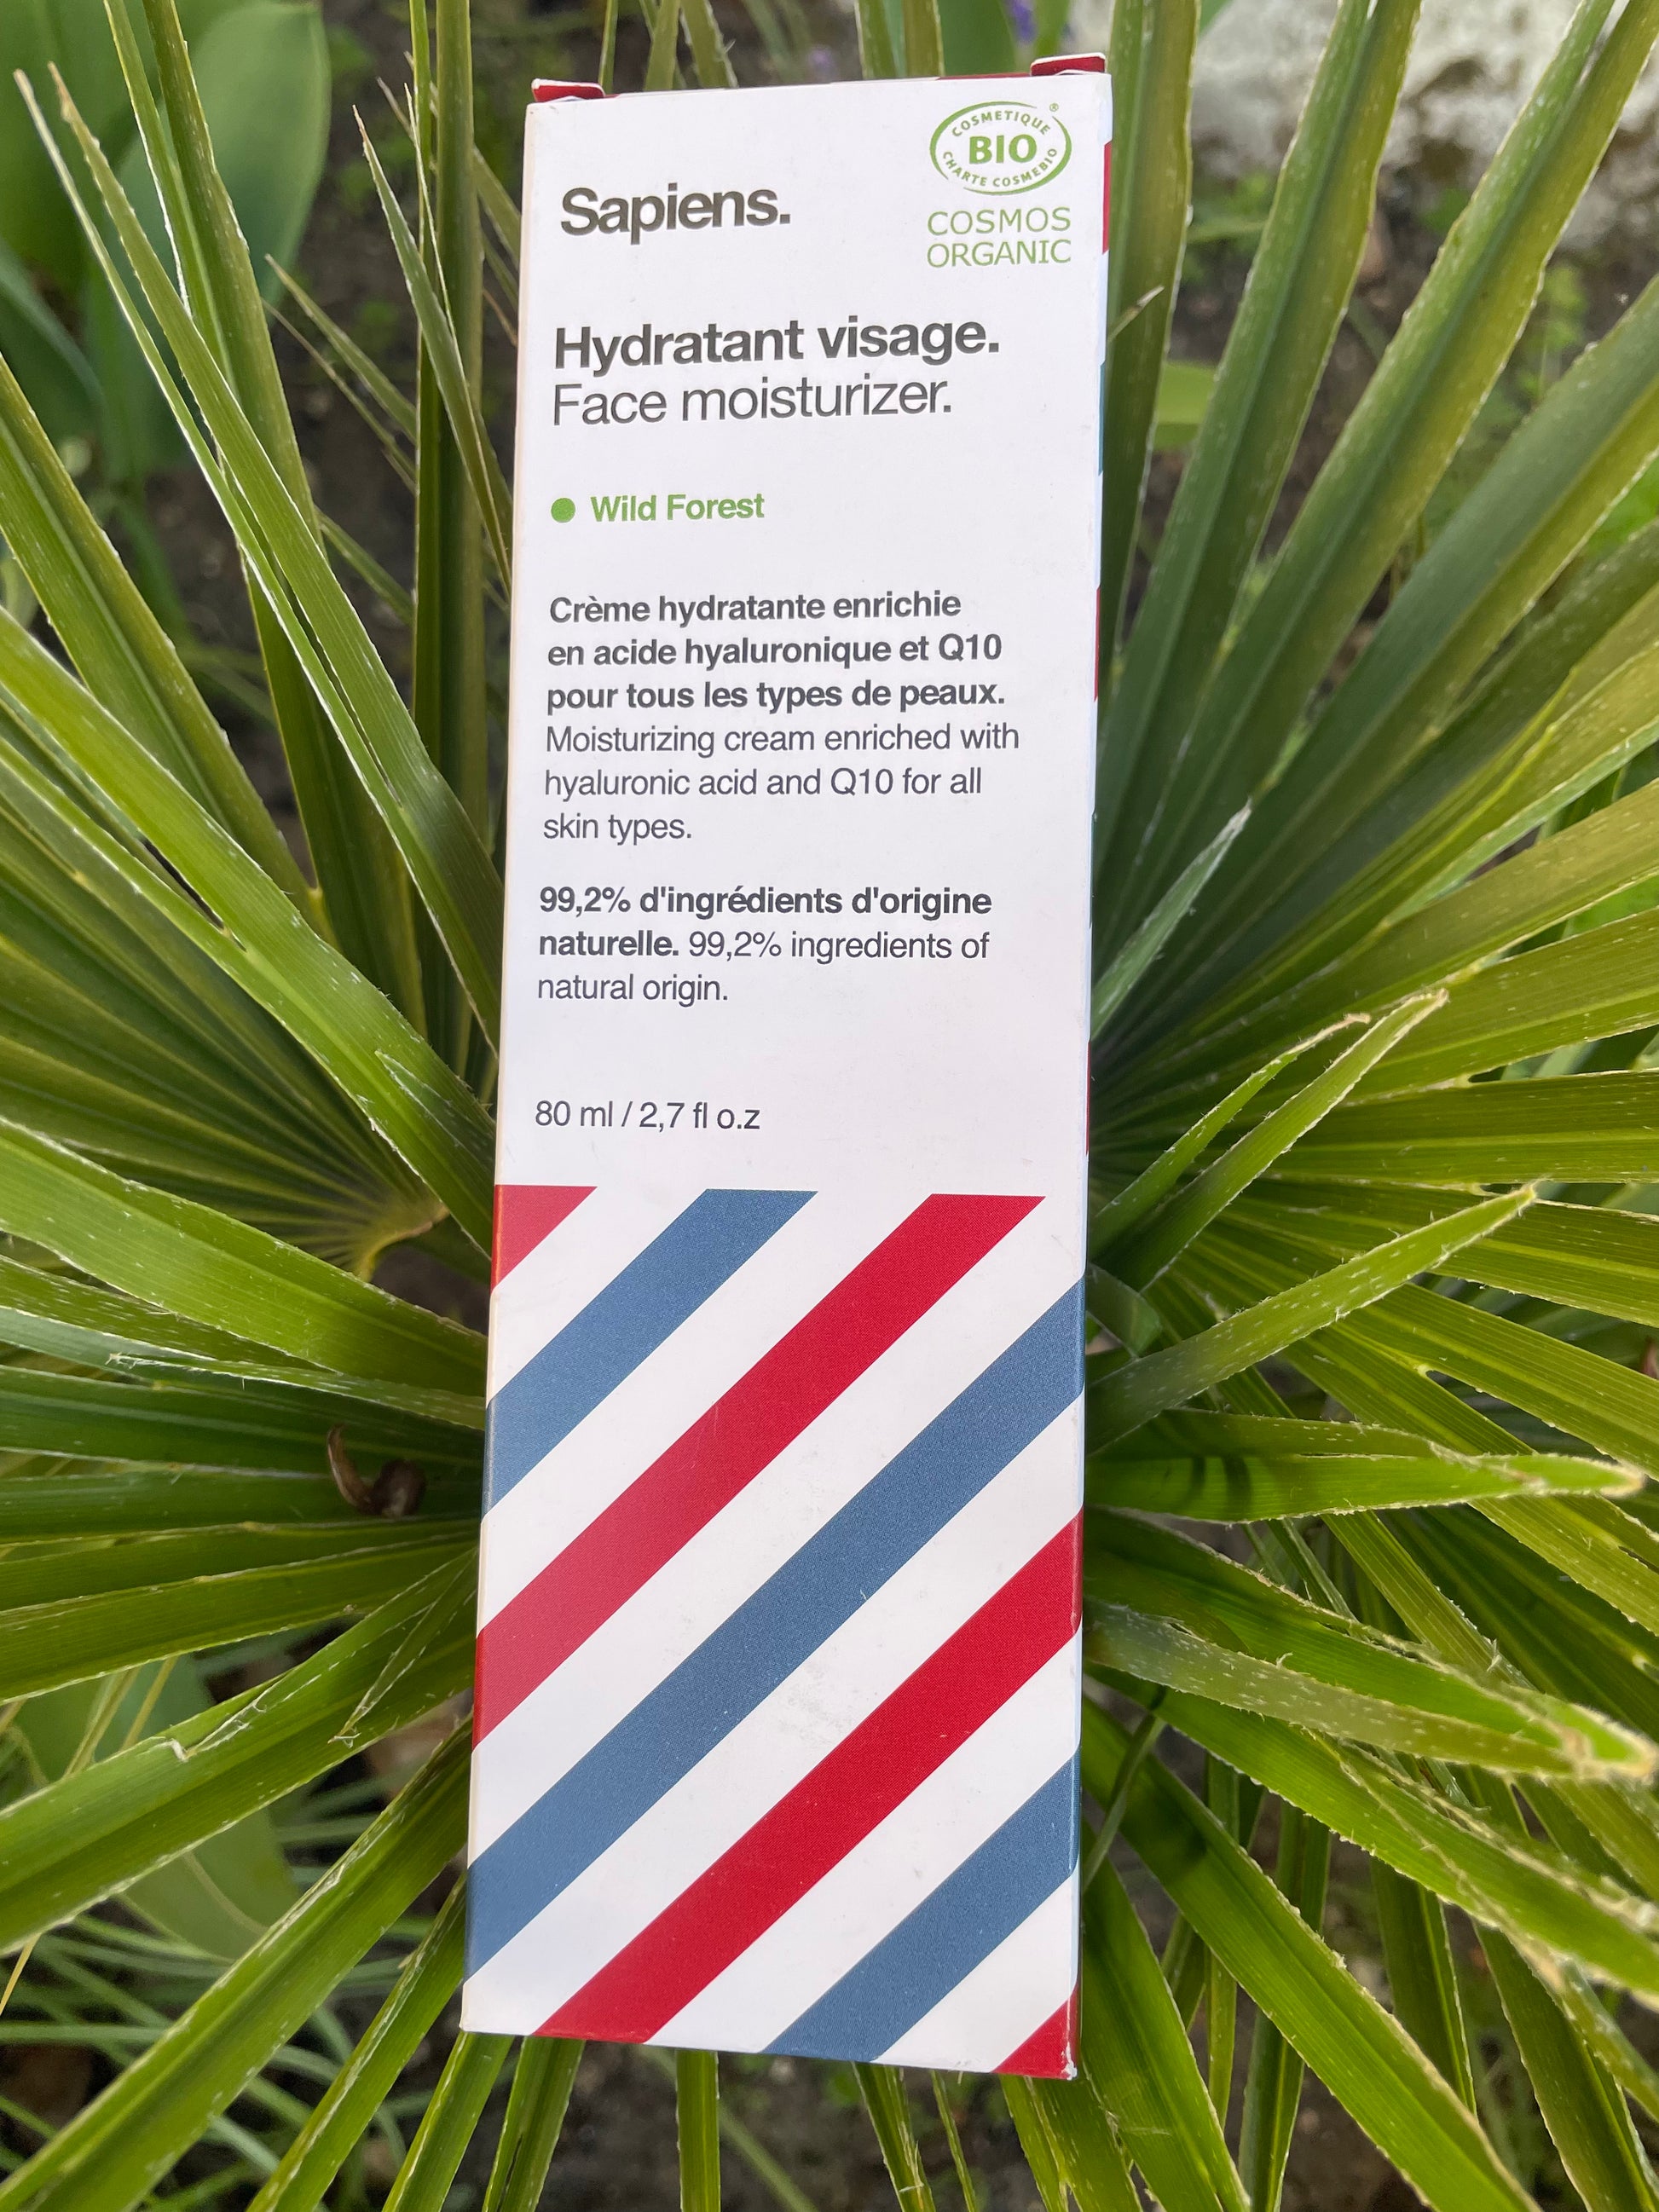 COSMETIQUE
BIO
CHARTE COSMEBIO
®
COSMOS
ORGANIC
Sapiens.
Hydratant visage.
Face moisturizer.
Wild Forest
Crème hydratante enrichie
en acide hyaluronique et Q10
pour tous les types de peaux.
Moisturizing cream enriched with
hyaluronic acid and Q10 for all
skin types.
99,2% d'ingrédients d'origine
naturelle. 99,2% ingredients of
natural origin.
80 ml / 2,7 fl o.z